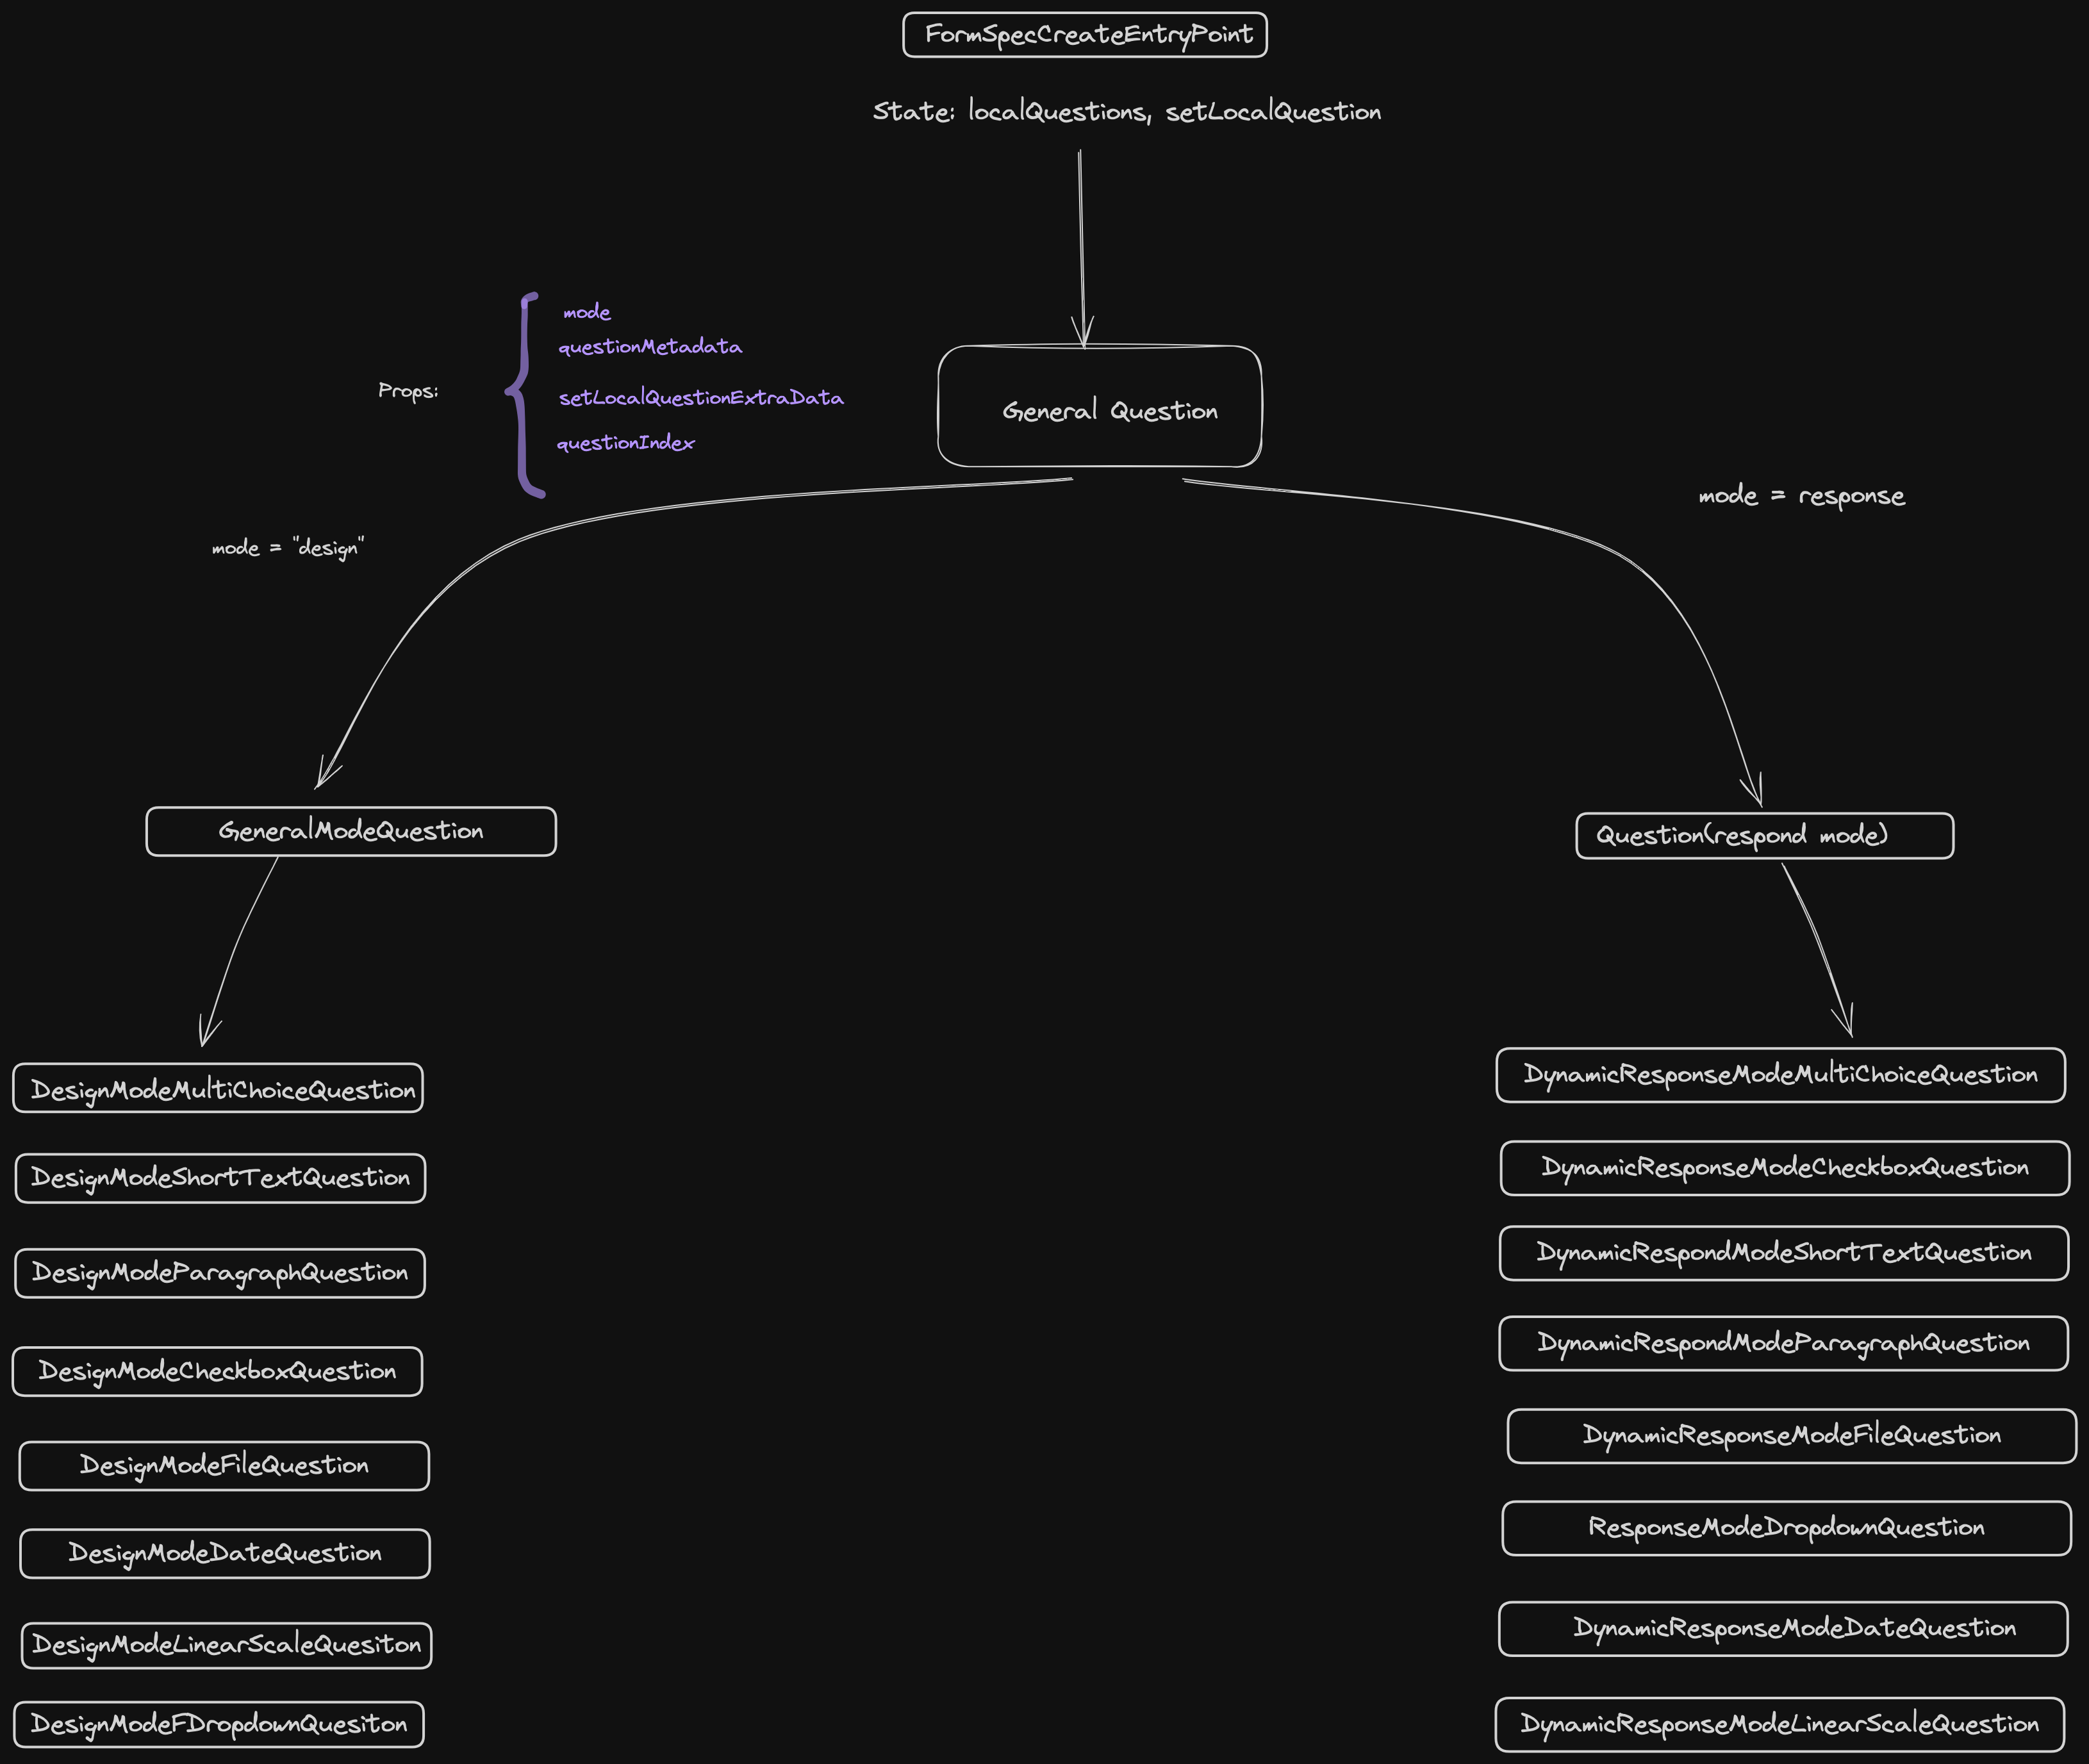 FormSpecCreateEntryPoint
State: localQuestions, setLocalQuestion
Props:
mode
questionMetadata
setLocalQuestionExtraData
questionIndex
General Question
mode = "design"
mode = response
GeneralModeQuestion
Question(respond mode)
DesignModeMultiChoiceQuestion
DesignModeShortTextQuestion
DesignModeParagraphQuestion
DesignModeCheckboxQuestion
DesignModeFileQuestion
DesignModeDateQuestion
DesignModeLinearScaleQuesiton
DesignModeFDropdownQuesiton
DynamicResponseModeMultiChoiceQuestion
DynamicResponseModeCheckboxQuestion
DynamicRespondModeShortTextQuestion
DynamicRespondModeParagraphQuestion
DynamicResponseModeFileQuestion
ResponseModeDropdownQuestion
DynamicResponseModeDateQuestion
DynamicResponseModeLinearScaleQuestion